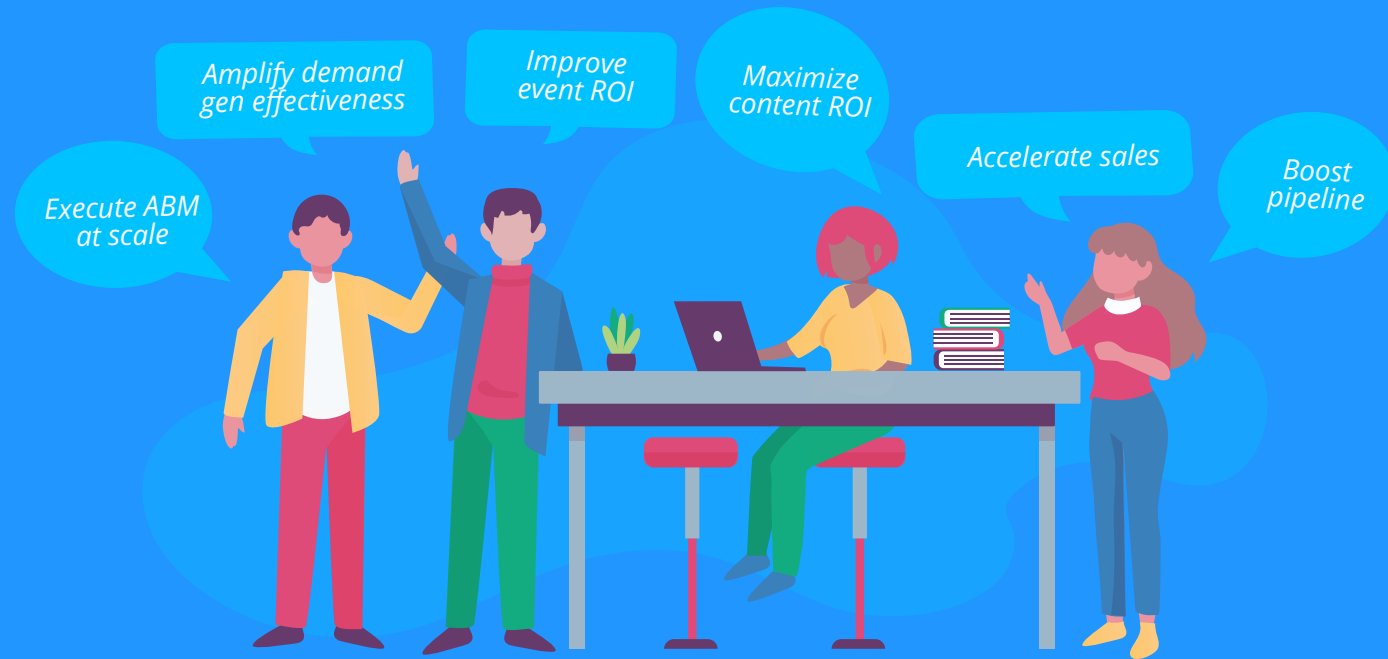 Execute ABM
at scale
Amplify demand
gen effectiveness
Improve
event ROI
Maximize
content ROI
Accelerate sales
Boost
pipeline